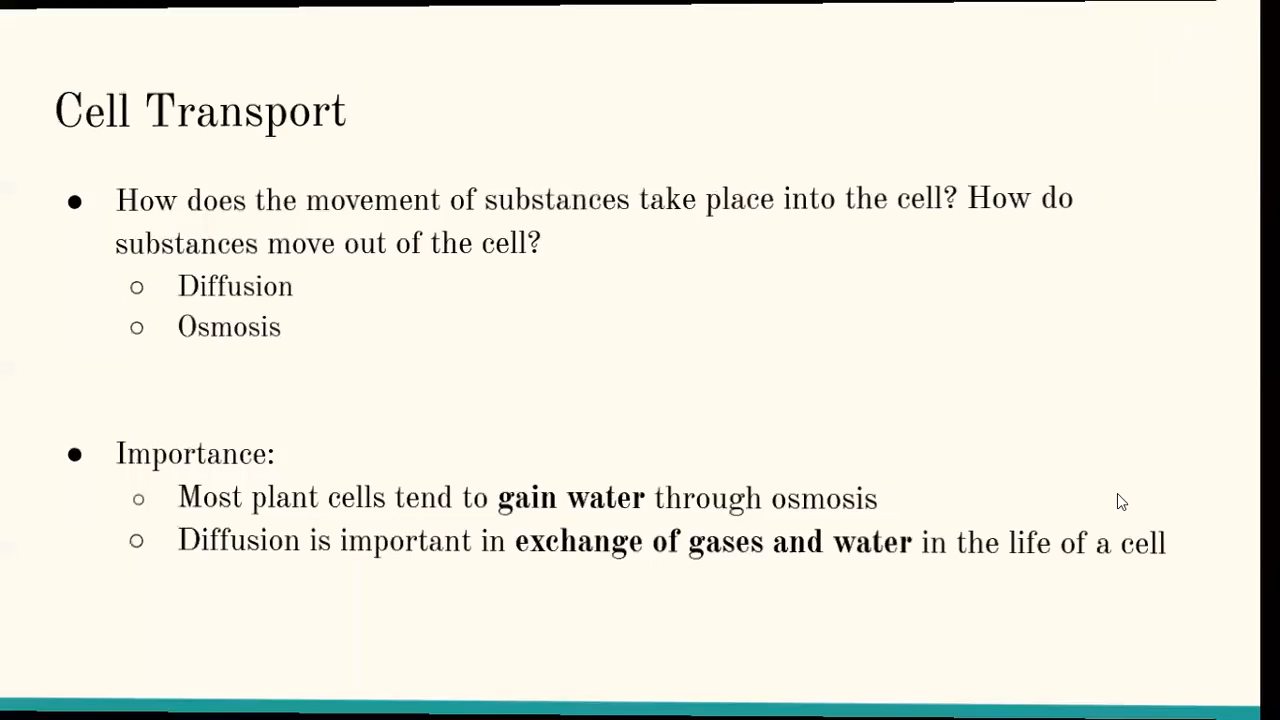 Cell Transport
● How does the movement of substances take place into the cell? How do
substances move out of the cell?
○ Diffusion
○ Osmosis
● Importance:
○ Most plant cells tend to gain water through osmosis
○ Diffusion is important in exchange of gases and water in the life of a cell